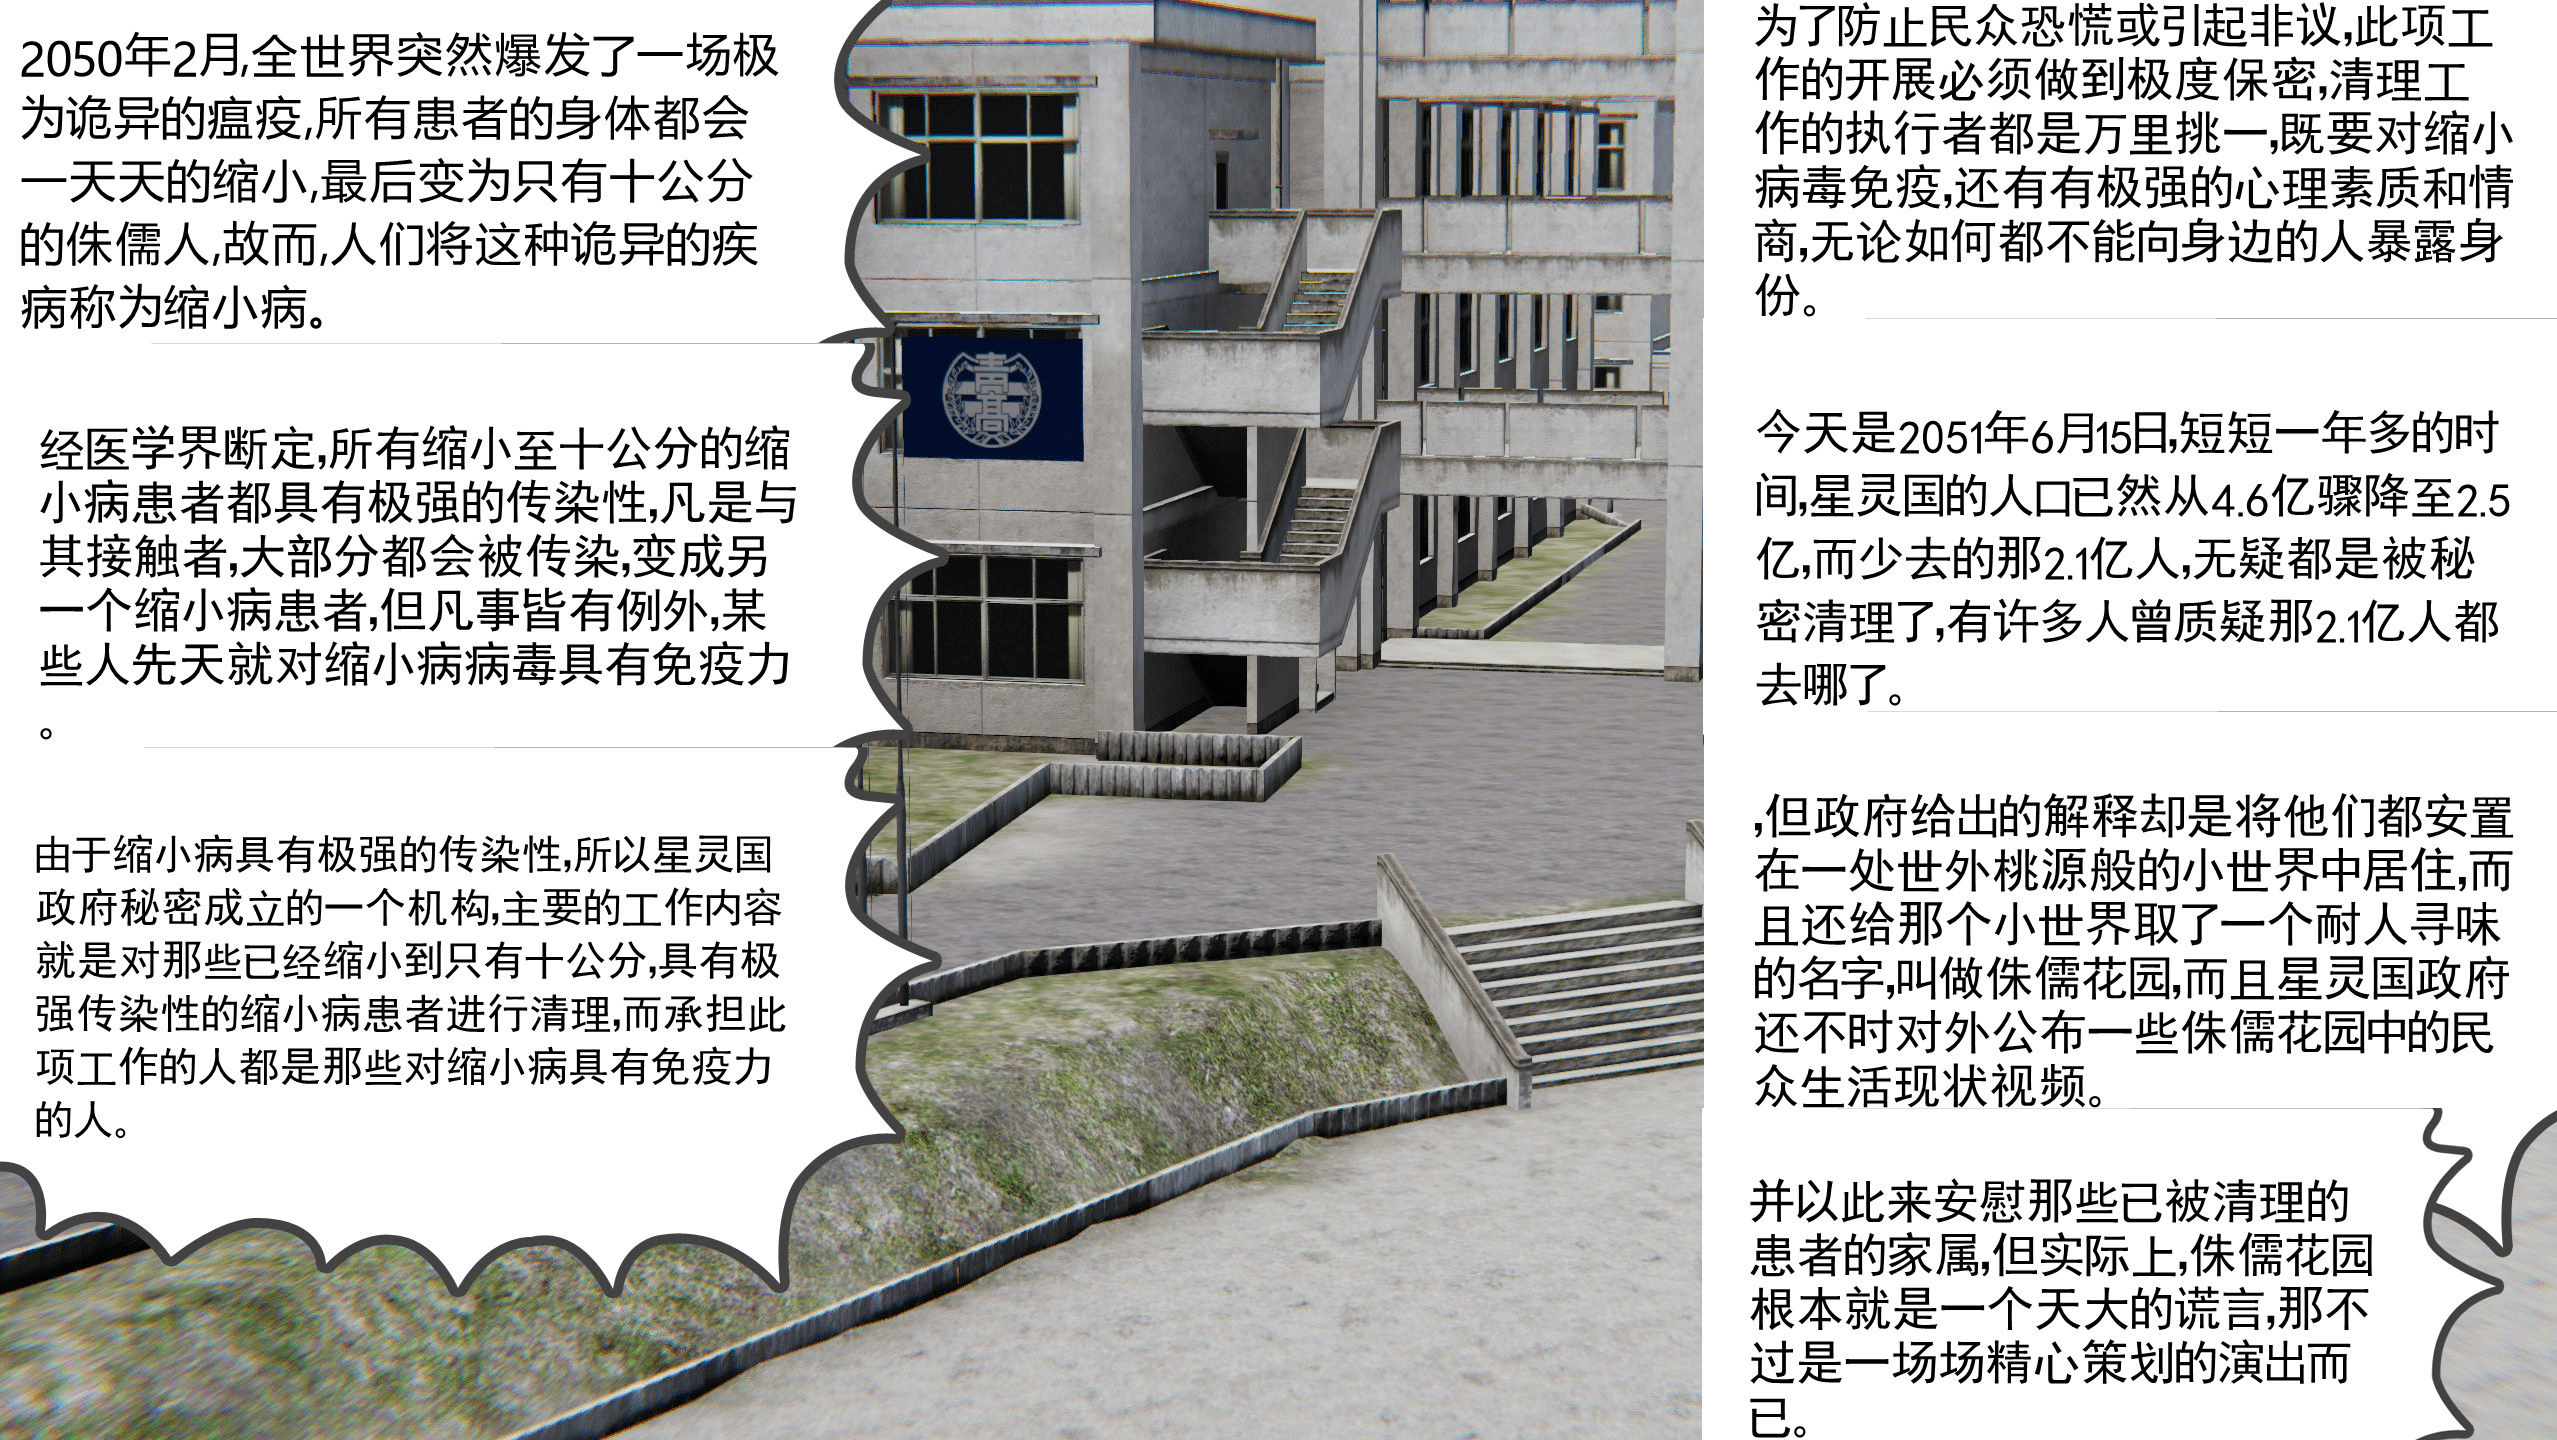 2050年2月,全世界突然爆发了一场极
为诡异的瘟疫,所有患者的身体都会
一天天的缩小,最后变为只有十公分
的侏儒人,故而,人们将这种诡异的疾
病称为缩小病。
经医学界断定,所有缩小至十公分的缩
小病患者都具有极强的传染性,凡是与
其接触者,大部分都会被传染,变成另
一个缩小病患者,但凡事皆有例外,某
些人先天就对缩小病病毒具有免疫力
。
由于缩小病具有极强的传染性,所以星灵国
政府秘密成立的一个机构,主要的工作内容
就是对那些已经缩小到只有十公分,具有极
强传染性的缩小病患者进行清理,而承担此
项工作的人都是那些对缩小病具有免疫力
的人。
为了防止民众恐慌或引起非议,此项工
作的开展必须做到极度保密,清理工
作的执行者都是万里挑一,既要对缩小
病毒免疫,还有有极强的心理素质和情
商,无论如何都不能向身边的人暴露身
份。
今天是2051年6月15日,短短一年多的时
间,星灵国的人口已然从4.6亿骤降至2.5
亿,而少去的那2.1亿人,无疑都是被秘
密清理了,有许多人曾质疑那2.1亿人都
去哪了。
,但政府给出的解释却是将他们都安置
在一处世外桃源般的小世界中居住,而
且还给那个小世界取了一个耐人寻味
的名字,叫做侏儒花园,而且星灵国政府
还不时对外公布一些侏儒花园中的民
众生活现状视频。
并以此来安慰那些已被清理的
患者的家属,但实际上,侏儒花园
根本就是一个天大的谎言,那不
过是一场场精心策划的演出而
已。